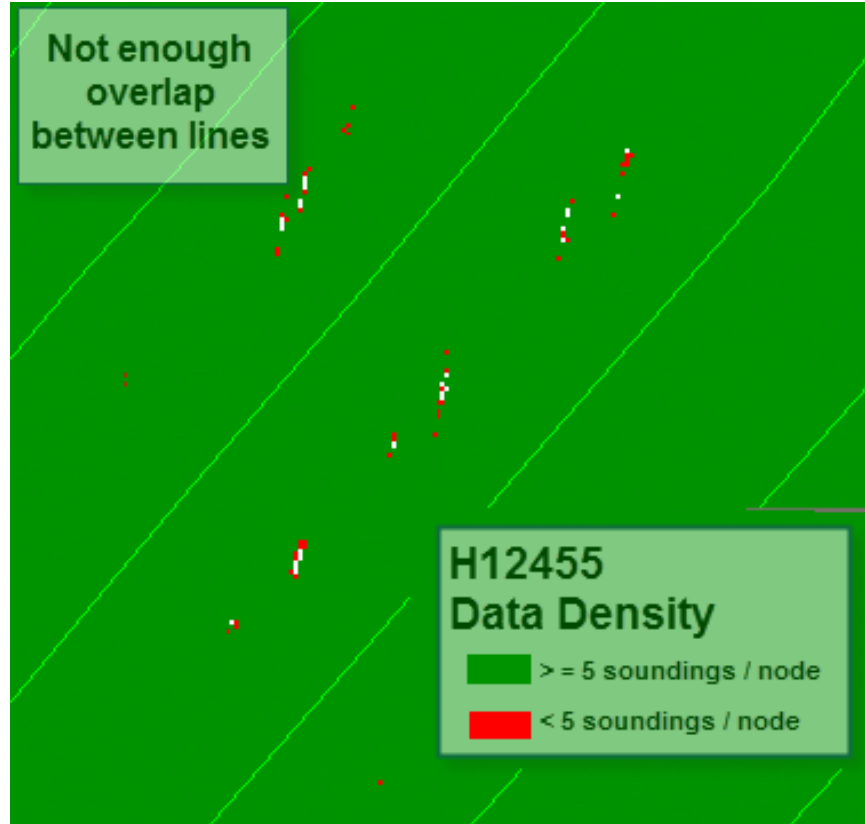 Not enough
overlap
between lines
H12455
Data Density
> = 5 soundings / node
< 5 soundings / node